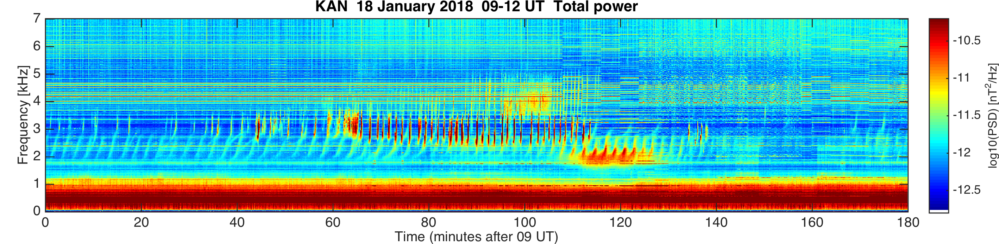 KAN 18 January 2018 09-12 UT Total power
7
6
5
4
3
2
1
0
Frequency [kHz]
0 20 40 60 80 100 120 140 160 180
Time (minutes after 09 UT)
-10.5
-11
-11.5
-12
-12.5
log10(PSD) [nT²/Hz]